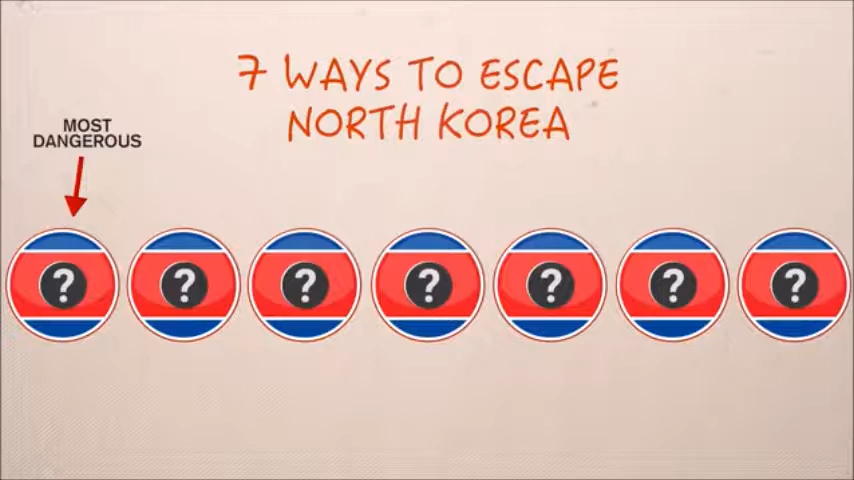 7 WAYS TO ESCAPE
NORTH KOREA
MOST
DANGEROUS
? ? ? ? ? ? ?